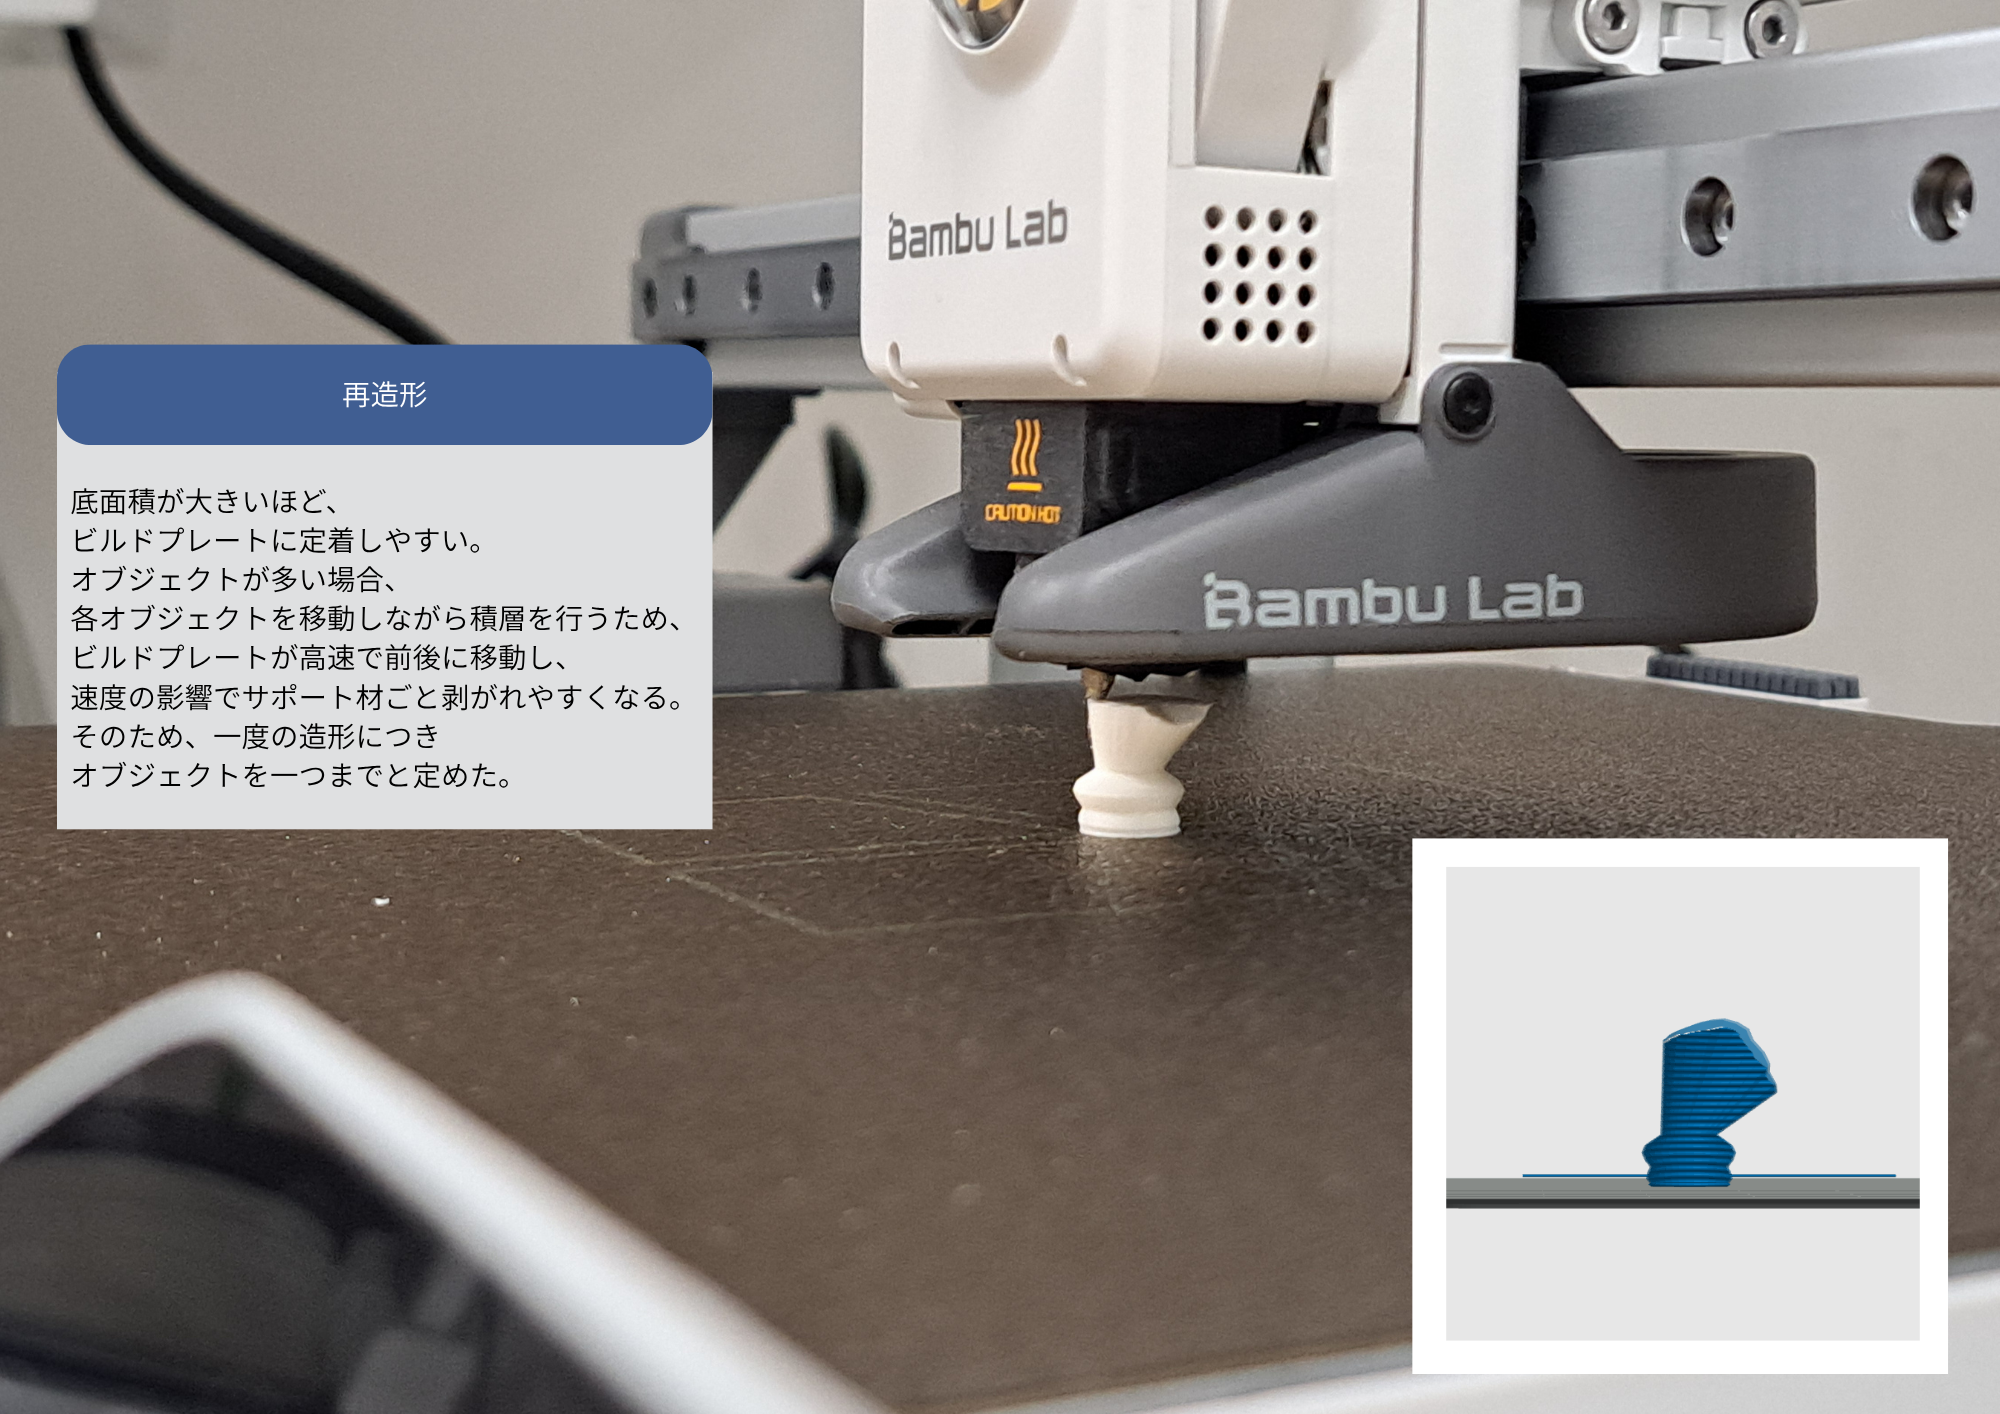 Bambu Lab
再造形
CAUTION HOT
底面積が大きいほど、
ビルドプレートに定着しやすい。
オブジェクトが多い場合、
各オブジェクトを移動しながら積層を行うため、
ビルドプレートが高速で前後に移動し、
速度の影響でサポート材ごと剥がれやすくなる。
そのため、一度の造形につき
オブジェクトを一つまでと定めた。
Bambu Lab